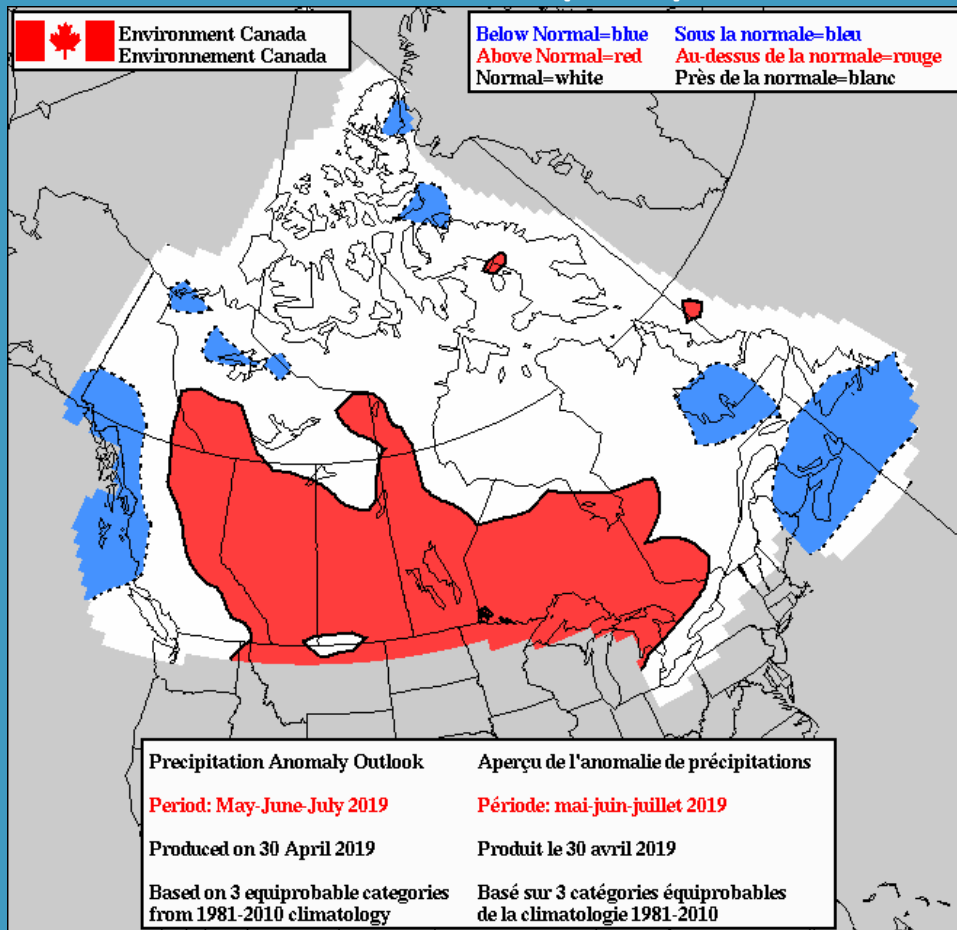 Environment Canada
Environnement Canada
Below Normal=blue Sous la normale=bleu
Above Normal=red Au-dessus de la normale=rouge
Normal=white Près de la normale=blanc
Precipitation Anomaly Outlook Aperçu de l'anomalie de précipitations
Period: May-June-July 2019 Période: mai-juin-juillet 2019
Produced on 30 April 2019 Produit le 30 avril 2019
Based on 3 equiprobable categories Basé sur 3 catégories équiprobables
from 1981-2010 climatology de la climatologie 1981-2010